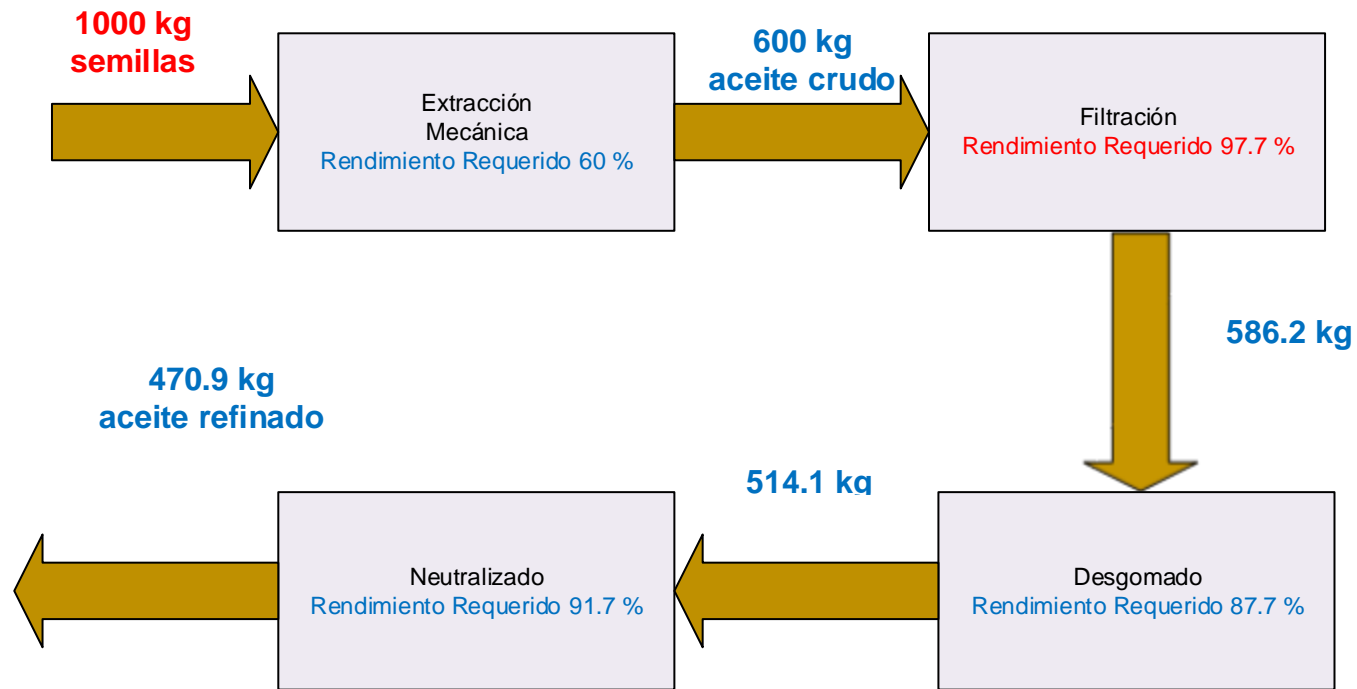 1000 kg
semillas
Extracción
Mecánica
Rendimiento Requerido 60 %
600 kg
aceite crudo
Filtración
Rendimiento Requerido 97.7 %
586.2 kg
Desgomado
Rendimiento Requerido 87.7 %
514.1 kg
Neutralizado
Rendimiento Requerido 91.7 %
470.9 kg
aceite refinado